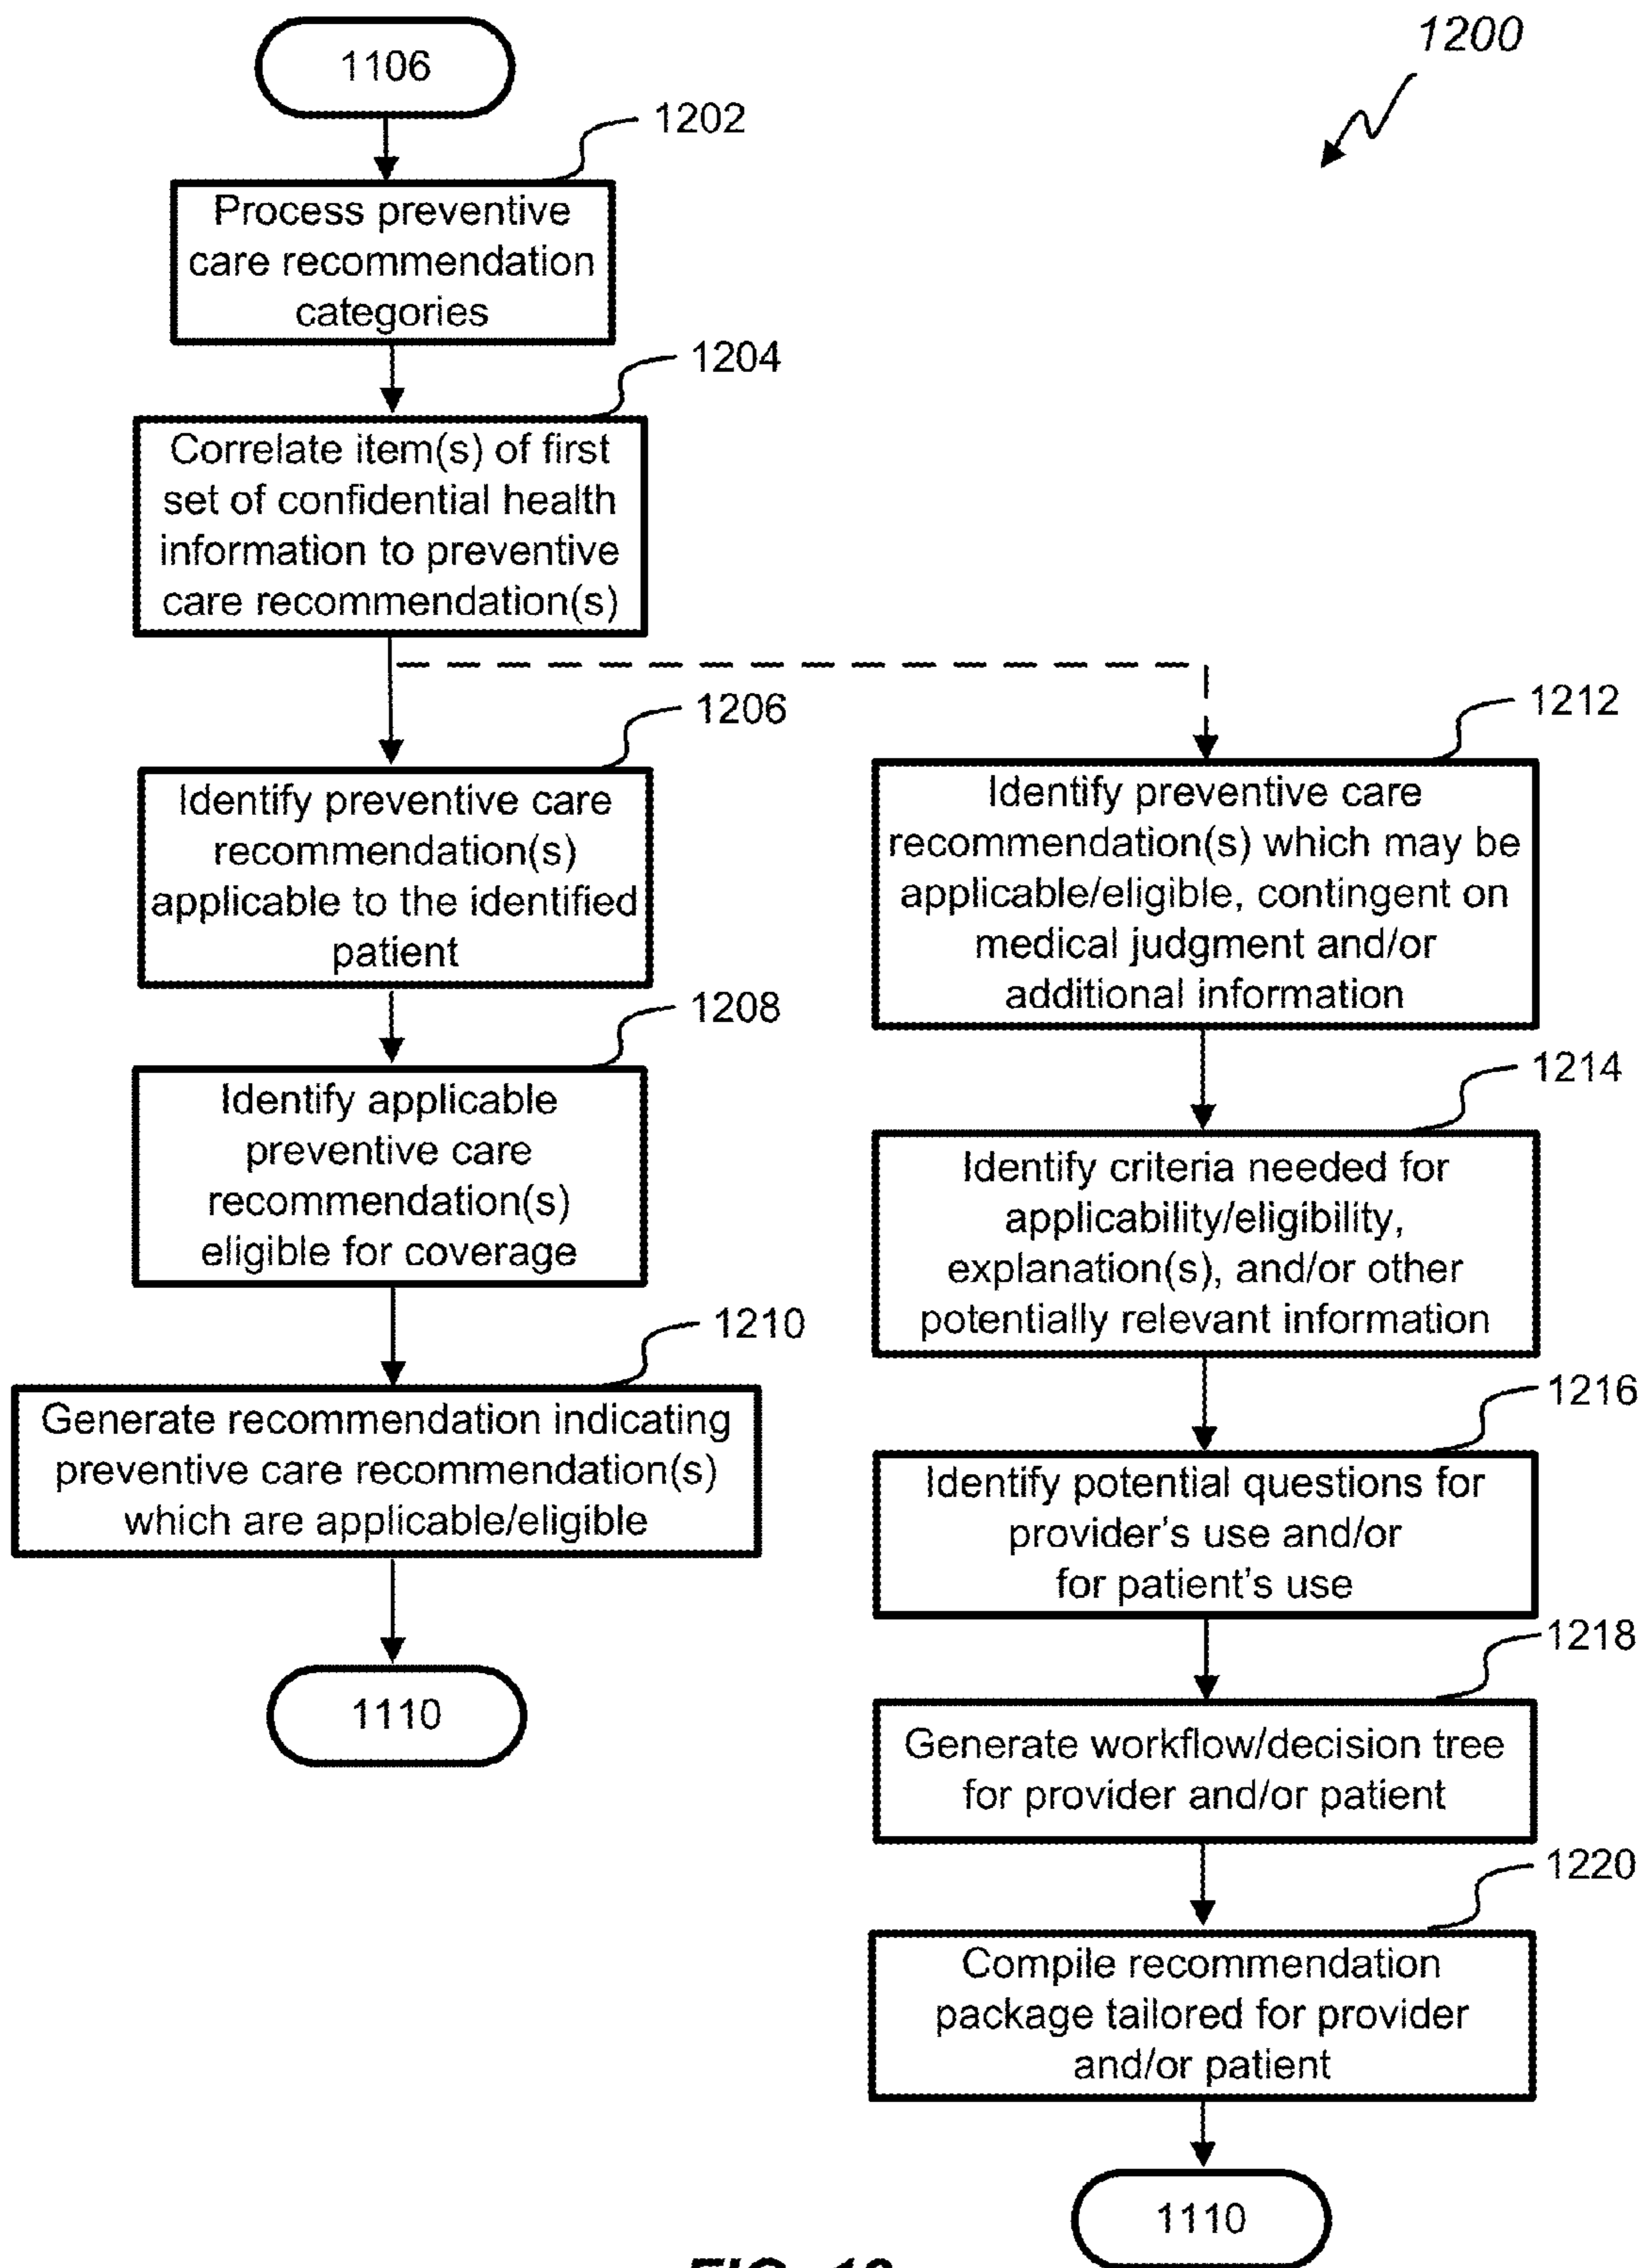 1200
1106
1202
Process preventive
care recommendation
categories
1204
Correlate item(s) of first
set of confidential health
information to preventive
care recommendation(s)
1206
Identify preventive care
recommendation(s)
applicable to the identified
patient
1208
Identify applicable
preventive care
recommendation(s)
eligible for coverage
1210
Generate recommendation indicating
preventive care recommendation(s)
which are applicable/eligible
1110
1212
Identify preventive care
recommendation(s) which may be
applicable/eligible, contingent on
medical judgment and/or
additional information
1214
Identify criteria needed for
applicability/eligibility,
explanation(s), and/or other
potentially relevant information
1216
Identify potential questions for
provider's use and/or
for patient's use
1218
Generate workflow/decision tree
for provider and/or patient
1220
Compile recommendation
package tailored for provider
and/or patient
1110